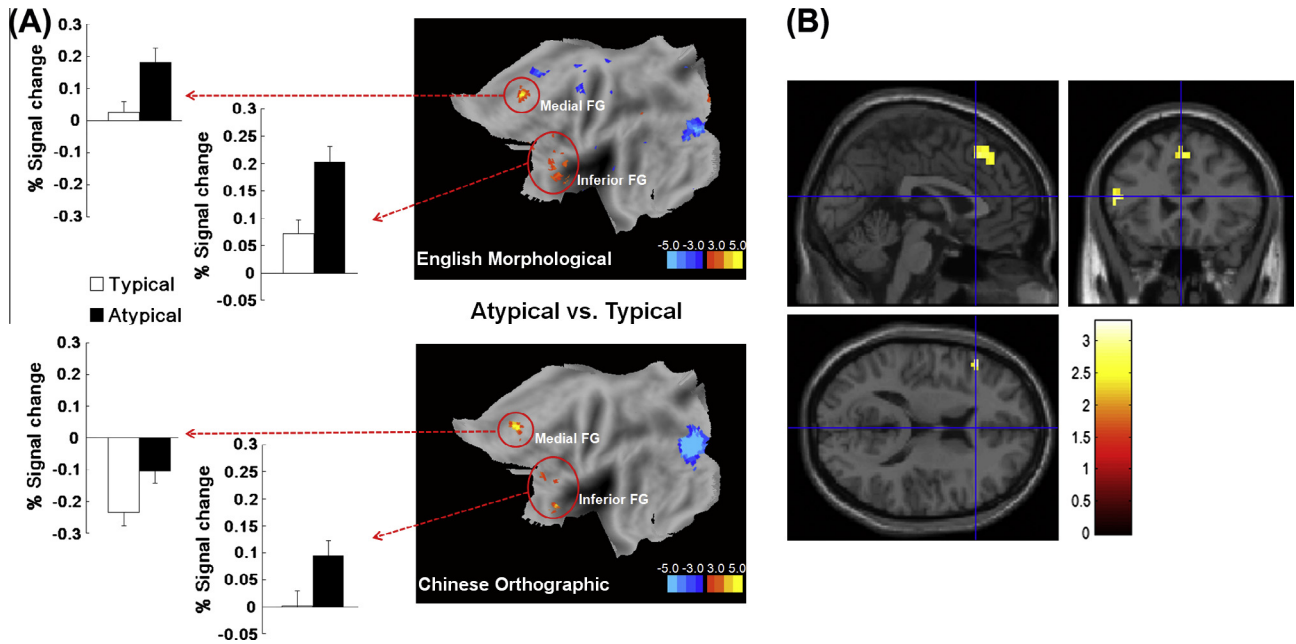 (A)
0.3
0.2
0.1
0
-0.1
-0.2
-0.3
% Signal change
0.3
0.25
0.2
0.15
0.1
0.05
0
-0.05
% Signal change
Typical
Atypical
Medial FG
Inferior FG
-5.0 -3.0 3.0 5.0
English Morphological
Atypical vs. Typical
0.3
0.2
0.1
0
-0.1
-0.2
-0.3
% Signal change
0.3
0.25
0.2
0.15
0.1
0.05
0
-0.05
% Signal change
Medial FG
Inferior FG
-5.0 -3.0 3.0 5.0
Chinese Orthographic
(B)
3
2.5
2
1.5
1
0.5
0